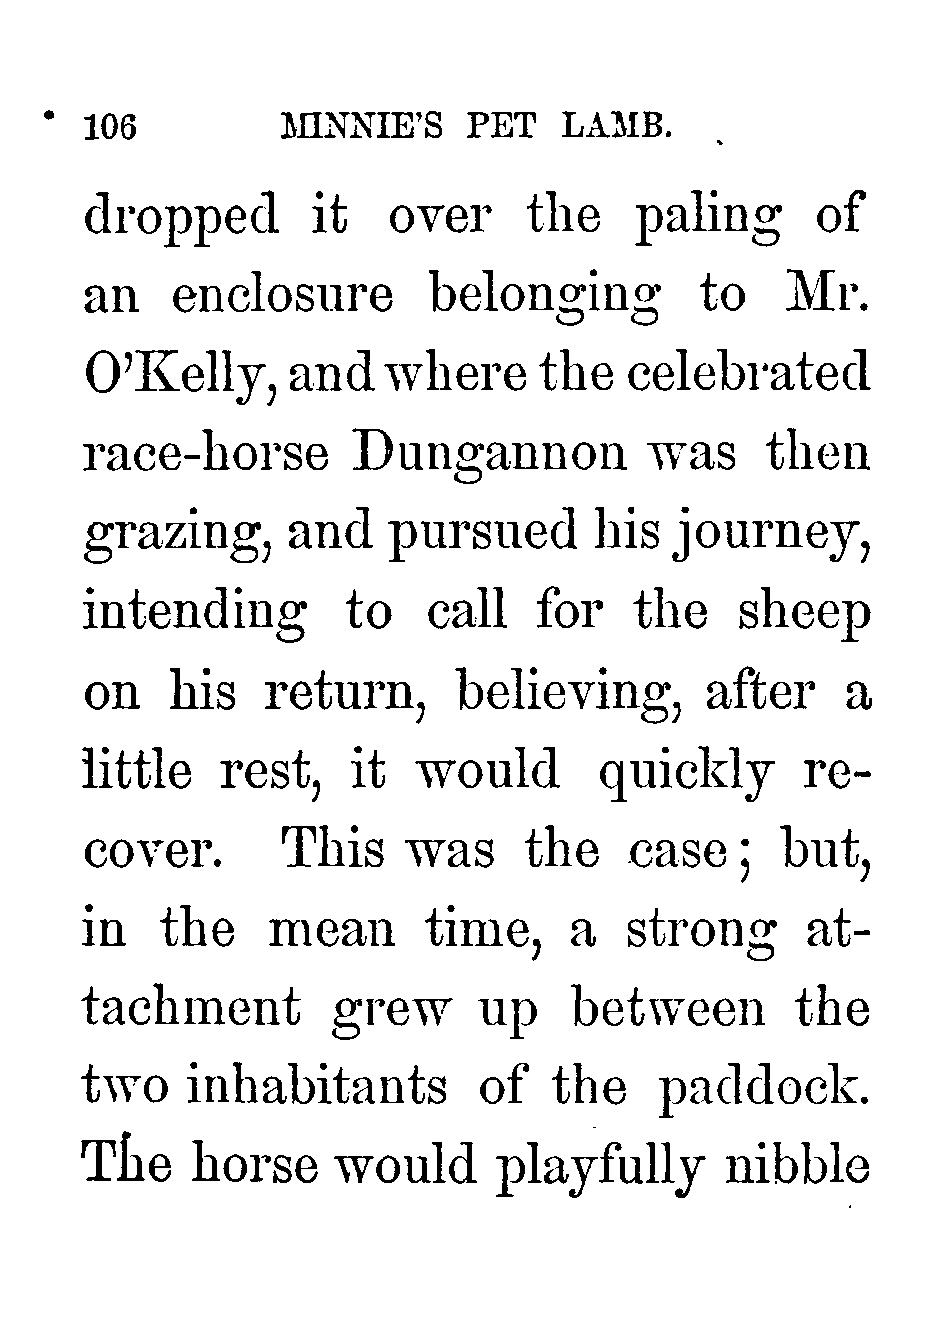 106 MINNIE'S PET LAMB.
dropped it over the paling of
an enclosure belonging to Mr.
O'Kelly, and where the celebrated
race-horse Dungannon was then
grazing, and pursued his journey,
intending to call for the sheep
on his return, believing, after a
little rest, it would quickly re-
cover. This was the case; but,
in the mean time, a strong at-
tachment grew up between the
two inhabitants of the paddock.
The horse would playfully nibble